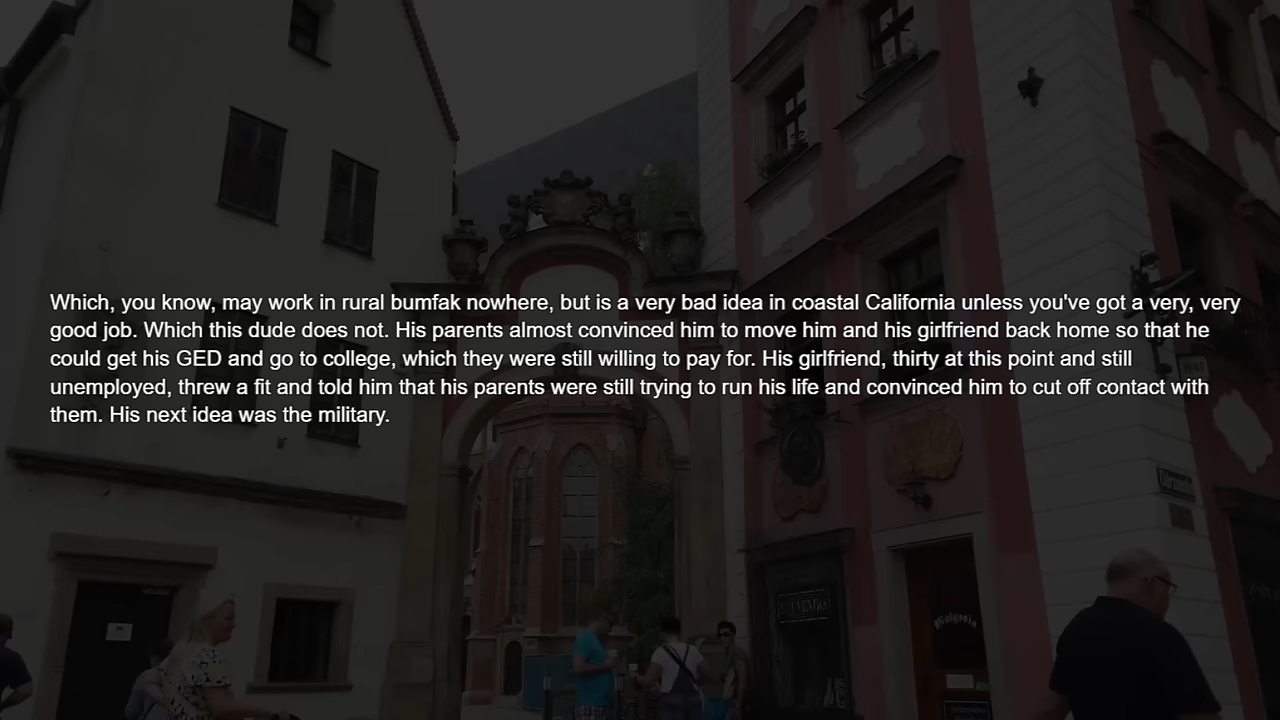 Which, you know, may work in rural bumfak nowhere, but is a very bad idea in coastal California unless you've got a very, very
good job. Which this dude does not. His parents almost convinced him to move him and his girlfriend back home so that he
could get his GED and go to college, which they were still willing to pay for. His girlfriend, thirty at this point and still
unemployed, threw a fit and told him that his parents were still trying to run his life and convinced him to cut off contact with
them. His next idea was the military.
Małgosia